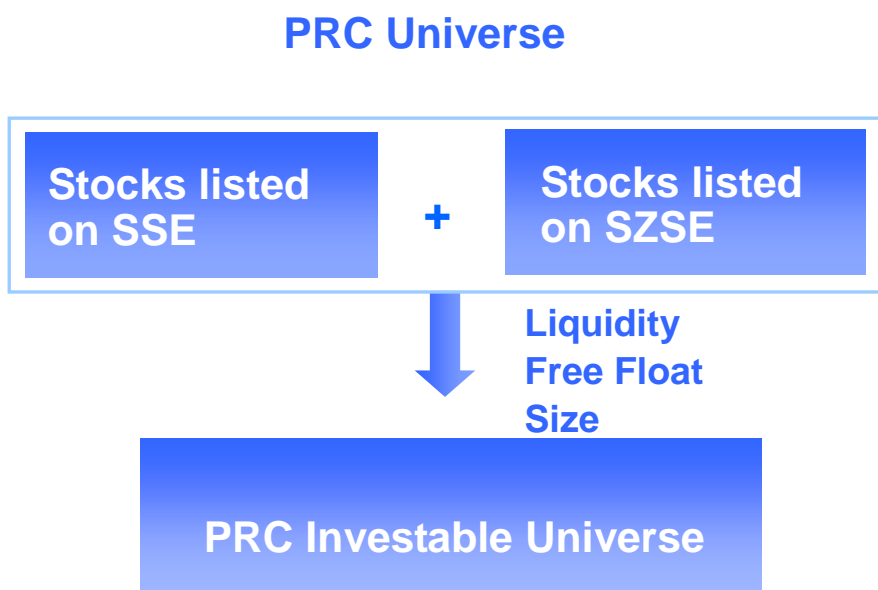 PRC Universe
Stocks listed
on SSE
+
Stocks listed
on SZSE
Liquidity
Free Float
Size
PRC Investable Universe